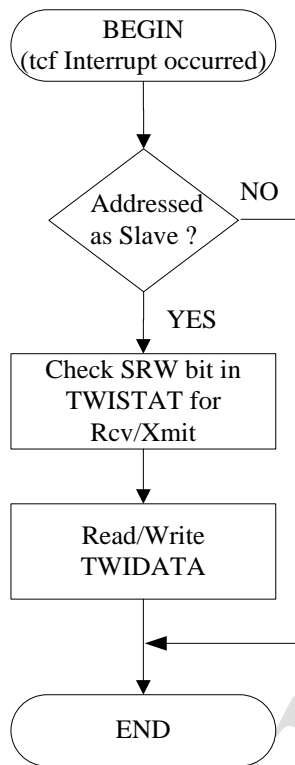 BEGIN
(tcf Interrupt occurred)
Addressed
as Slave ?
NO
YES
Check SRW bit in
TWISTAT for
Rcv/Xmit
Read/Write
TWIDATA
END